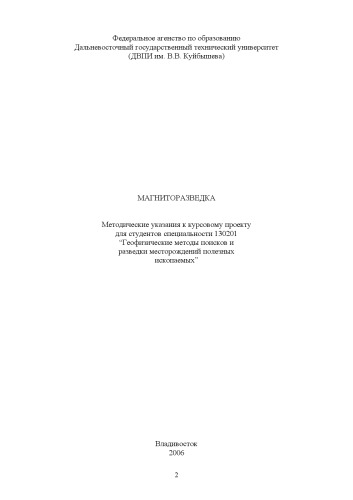 Федеральное агенство по образованию
Дальневосточный государственный технический университет
(ДВПИ им. В.В. Куйбышева)
МАГНИТОРАЗВЕДКА
Методические указания к курсовому проекту
для студентов специальности 130201
“Геофизические методы поисков и
разведки месторождений полезных
ископаемых”
Владивосток
2006
2